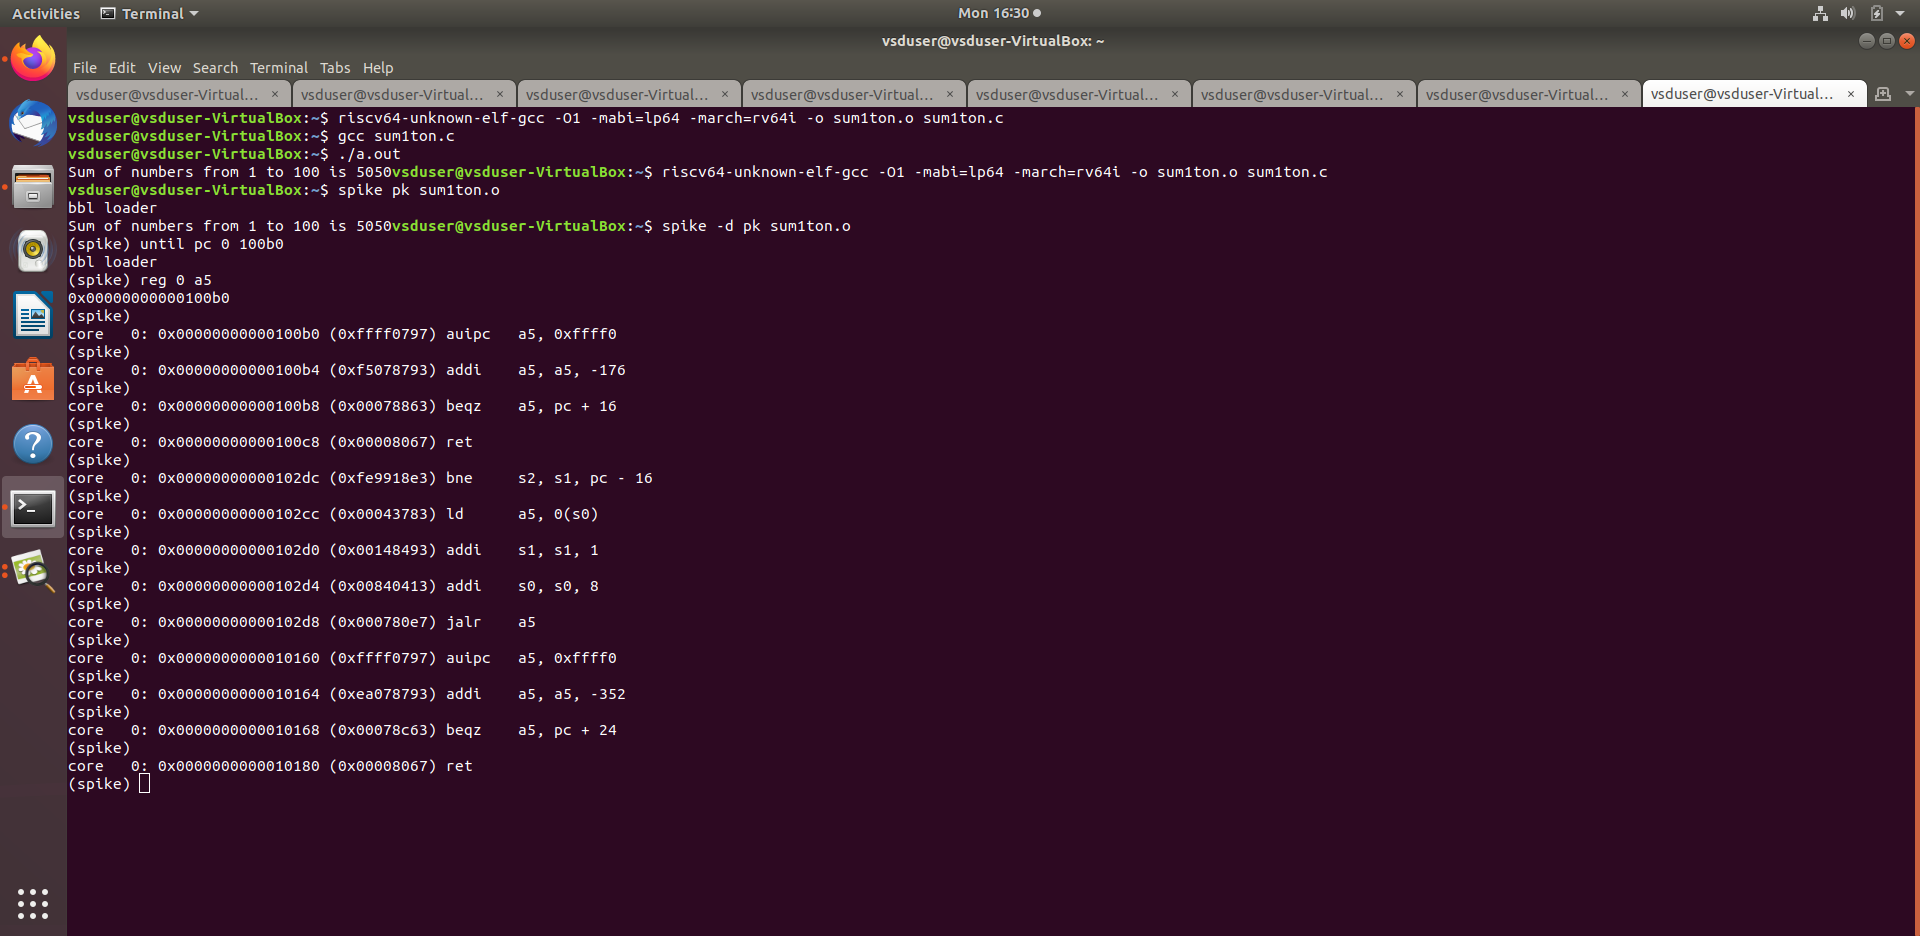 Activities Terminal Mon 16:30
vsduser@vsduser-VirtualBox: ~
File Edit View Search Terminal Tabs Help
vsduser@vsduser-Virtual... × vsduser@vsduser-Virtual... × vsduser@vsduser-Virtual... × vsduser@vsduser-Virtual... × vsduser@vsduser-Virtual... × vsduser@vsduser-Virtual... × vsduser@vsduser-Virtual... × vsduser@vsduser-Virtual... ×
vsduser@vsduser-VirtualBox:~$ riscv64-unknown-elf-gcc -O1 -mabi=lp64 -march=rv64i -o sum1ton.o sum1ton.c
vsduser@vsduser-VirtualBox:~$ gcc sum1ton.c
vsduser@vsduser-VirtualBox:~$ ./a.out
Sum of numbers from 1 to 100 is 5050vsduser@vsduser-VirtualBox:~$ riscv64-unknown-elf-gcc -O1 -mabi=lp64 -march=rv64i -o sum1ton.o sum1ton.c
vsduser@vsduser-VirtualBox:~$ spike pk sum1ton.o
bbl loader
Sum of numbers from 1 to 100 is 5050vsduser@vsduser-VirtualBox:~$ spike -d pk sum1ton.o
(spike) until pc 0 100b0
bbl loader
(spike) reg 0 a5
0x00000000000100b0
(spike)
core   0: 0x00000000000100b0 (0xffff0797) auipc   a5, 0xffff0
(spike)
core   0: 0x00000000000100b4 (0xf5078793) addi    a5, a5, -176
(spike)
core   0: 0x00000000000100b8 (0x00078863) beqz    a5, pc + 16
(spike)
core   0: 0x00000000000100c8 (0x00008067) ret
(spike)
core   0: 0x00000000000102dc (0xfe9918e3) bne     s2, s1, pc - 16
(spike)
core   0: 0x00000000000102cc (0x00043783) ld      a5, 0(s0)
(spike)
core   0: 0x00000000000102d0 (0x00148493) addi    s1, s1, 1
(spike)
core   0: 0x00000000000102d4 (0x00840413) addi    s0, s0, 8
(spike)
core   0: 0x00000000000102d8 (0x000780e7) jalr    a5
(spike)
core   0: 0x0000000000010160 (0xffff0797) auipc   a5, 0xffff0
(spike)
core   0: 0x0000000000010164 (0xea078793) addi    a5, a5, -352
(spike)
core   0: 0x0000000000010168 (0x00078c63) beqz    a5, pc + 24
(spike)
core   0: 0x0000000000010180 (0x00008067) ret
(spike)